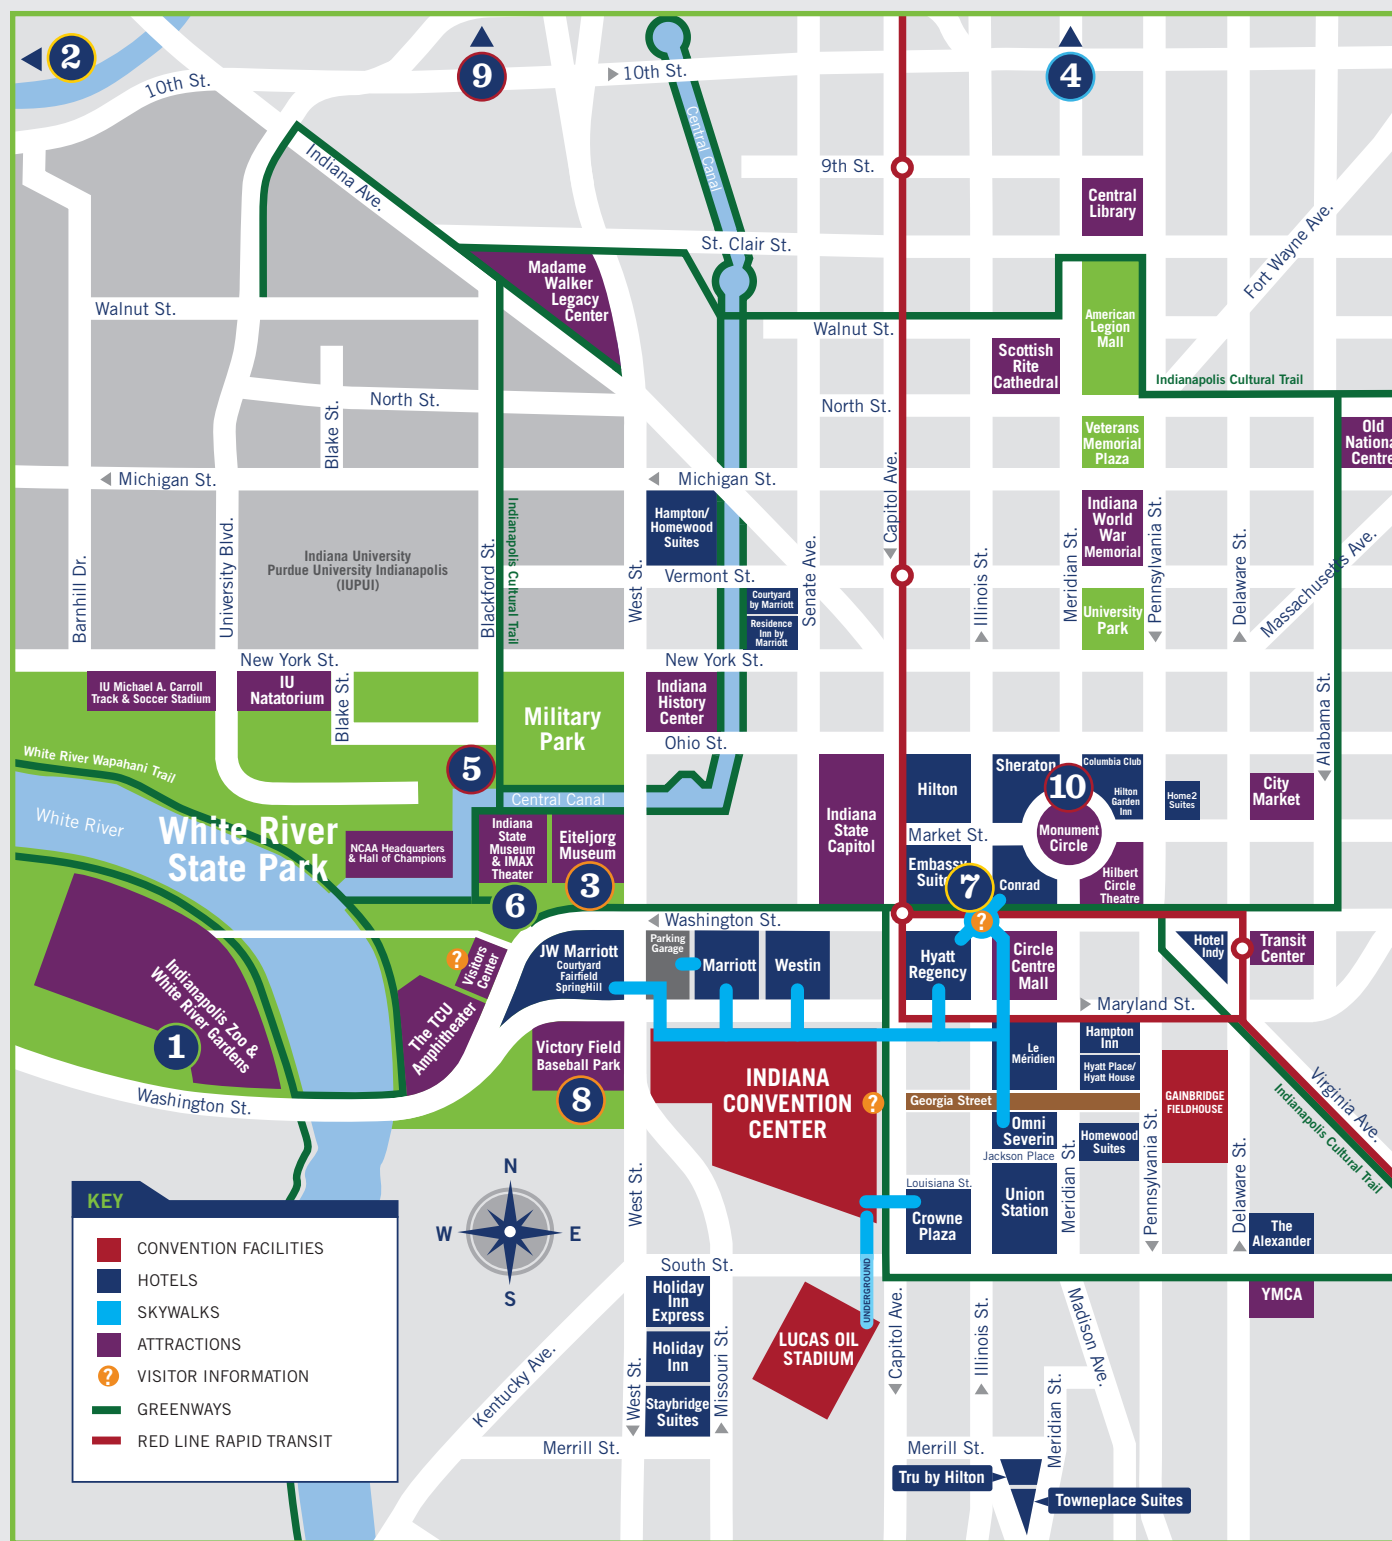 2
9
4
10th St.
10th St.
Central Canal
9th St.
Indiana Ave.
Central
Library
St. Clair St.
Fort Wayne Ave.
Madame
Walker
Legacy
Center
Walnut St.
Walnut St.
American
Legion
Mall
Scottish
Rite
Cathedral
Indianapolis Cultural Trail
North St.
North St.
Blake St.
Veterans
Memorial
Plaza
Old
Nationa
Centre
Michigan St.
Michigan St.
Capitol Ave.
Hampton/
Homewood
Suites
Indiana
World
War
Memorial
Pennsylvania St.
Indiana University
Purdue University Indianapolis
(IUPUI)
Barnhill Dr.
University Blvd.
Blackford St.
Indianapolis Cultural Trail
West St.
Vermont St.
Senate Ave.
Illinois St.
Meridian St.
Delaware St.
Massachusetts Ave.
Courtyard
by Marriott
Residence
Inn by
Marriott
University
Park
New York St.
New York St.
IU Michael A. Carroll
Track & Soccer Stadium
IU
Natatorium
Blake St.
Military
Park
Indiana
History
Center
Ohio St.
Alabama St.
White River Wapahani Trail
5
Central Canal
White River
White River
State Park
NCAA Headquarters
& Hall of Champions
Indiana
State
Museum
& IMAX
Theater
Eiteljorg
Museum
6
3
Indiana
State
Capitol
Hilton
Sheraton
10
Columbia Club
Hilton
Garden
Inn
Home2
Suites
City
Market
Market St.
Monument
Circle
Embassy
Suite
7
Conrad
Hilbert
Circle
Theatre
Washington St.
?
Parking
Garage
JW Marriott
Courtyard
Fairfield
SpringHill
Marriott
Westin
Hyatt
Regency
Circle
Centre
Mall
Hotel
Indy
Transit
Center
?
Visitors
Center
Indianapolis Zoo &
White River Gardens
1
The TCU
Amphitheater
Maryland St.
Victory Field
Baseball Park
8
Washington St.
INDIANA
CONVENTION
CENTER
?
Le
Méridien
Hampton
Inn
Hyatt Place/
Hyatt House
Georgia Street
GAINBRIDGE
FIELDHOUSE
Virginia Ave.
Indianapolis Cultural Trail
Omni
Severin
Jackson Place
Homewood
Suites
Pennsylvania St.
Delaware St.
Meridian St.
West St.
Louisiana St.
Crowne
Plaza
Union
Station
The
Alexander
N
W
E
S
South St.
UNDERGROUND
YMCA
Holiday
Inn
Express
Holiday
Inn
Staybridge
Suites
West St.
Missouri St.
LUCAS OIL
STADIUM
Capitol Ave.
Illinois St.
Madison Ave.
Meridian St.
Kentucky Ave.
Merrill St.
Merrill St.
Tru by Hilton
Towneplace Suites
KEY
CONVENTION FACILITIES
HOTELS
SKYWALKS
ATTRACTIONS
? VISITOR INFORMATION
GREENWAYS
RED LINE RAPID TRANSIT